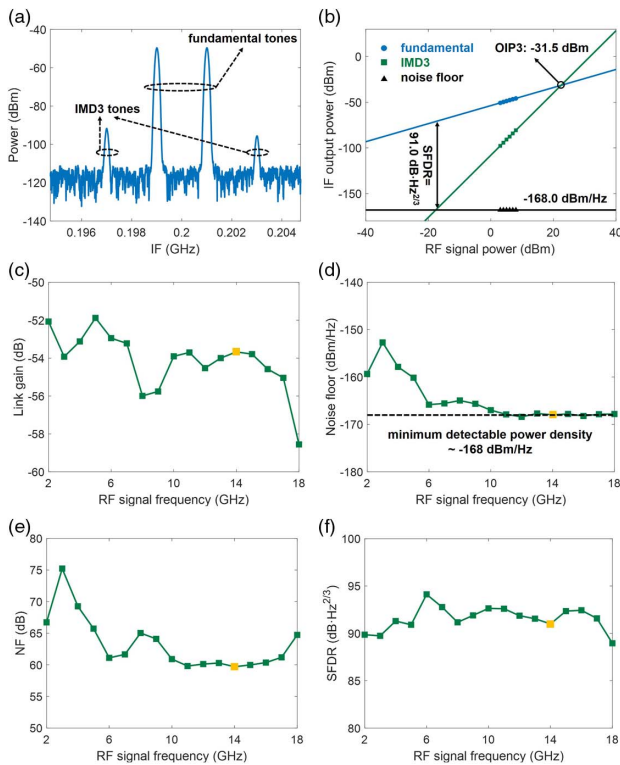 (a)
-40
-60
-80
-100
-120
-140
Power (dBm)
fundamental tones
IMD3 tones
0.196
0.198
0.2
0.202
0.204
IF (GHz)
(b)
0
-50
-100
-150
IF output power (dBm)
fundamental
IMD3
noise floor
OIP3: -31.5 dBm
SFDR=
91.0 dB·Hz2/3
-168.0 dBm/Hz
-40
-20
0
20
40
RF signal power (dBm)
(c)
-50
-52
-54
-56
-58
-60
Link gain (dB)
2
6
10
14
18
RF signal frequency (GHz)
(d)
-140
-150
-160
-170
-180
Noise floor (dBm/Hz)
minimum detectable power density
~ -168 dBm/Hz
2
6
10
14
18
RF signal frequency (GHz)
(e)
80
75
70
65
60
55
50
NF (dB)
2
6
10
14
18
RF signal frequency (GHz)
(f)
100
95
90
85
80
SFDR (dB·Hz2/3)
2
6
10
14
18
RF signal frequency (GHz)